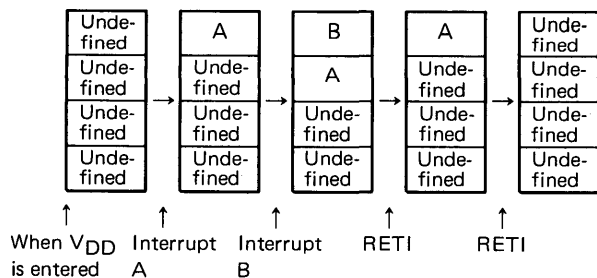 Unde-
fined
Unde-
fined
Unde-
fined
Unde-
fined
A
Unde-
fined
Unde-
fined
Unde-
fined
B
A
Unde-
fined
Unde-
fined
A
Unde-
fined
Unde-
fined
Unde-
fined
Unde-
fined
Unde-
fined
Unde-
fined
Unde-
fined
When VDD
is entered
Interrupt
A
Interrupt
B
RETI
RETI